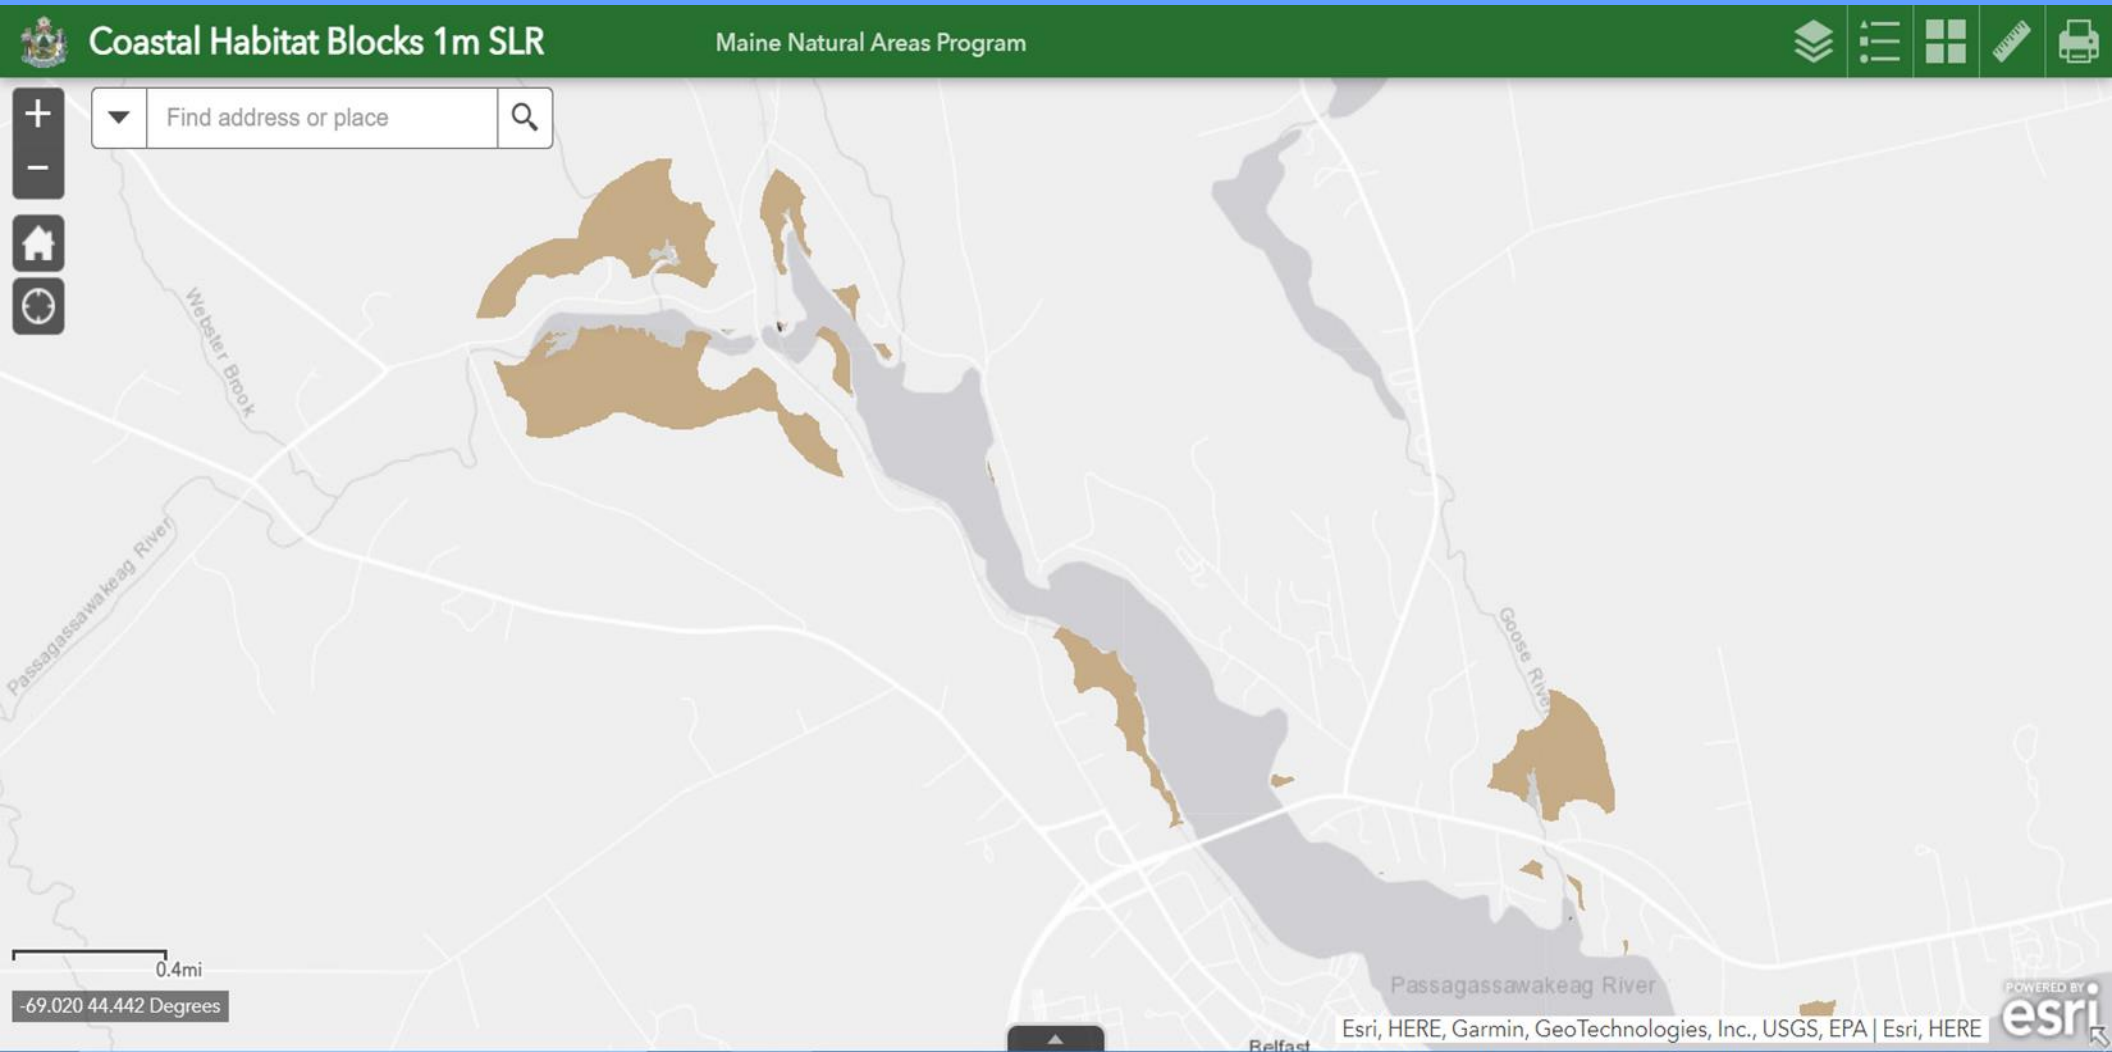 Coastal Habitat Blocks 1m SLR
Maine Natural Areas Program
+
Find address or place
−
Webster Brook
Passagassawakeag River
Goose River
0.4mi
-69.020 44.442 Degrees
Passagassawakeag River
POWERED BY
esri
Esri, HERE, Garmin, GeoTechnologies, Inc., USGS, EPA | Esri, HERE
Belfast